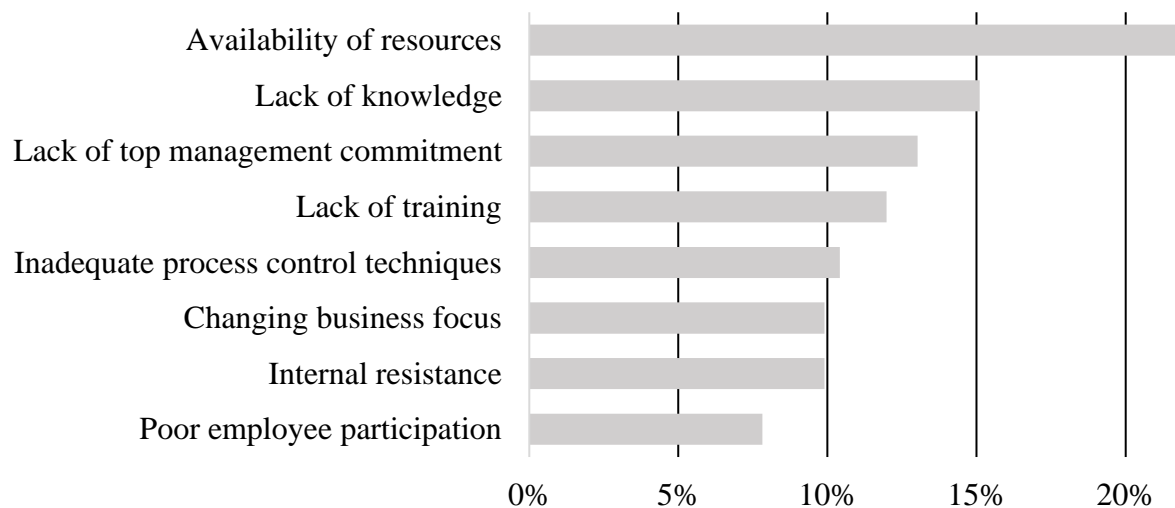 Availability of resources
Lack of knowledge
Lack of top management commitment
Lack of training
Inadequate process control techniques
Changing business focus
Internal resistance
Poor employee participation
0% 5% 10% 15% 20%